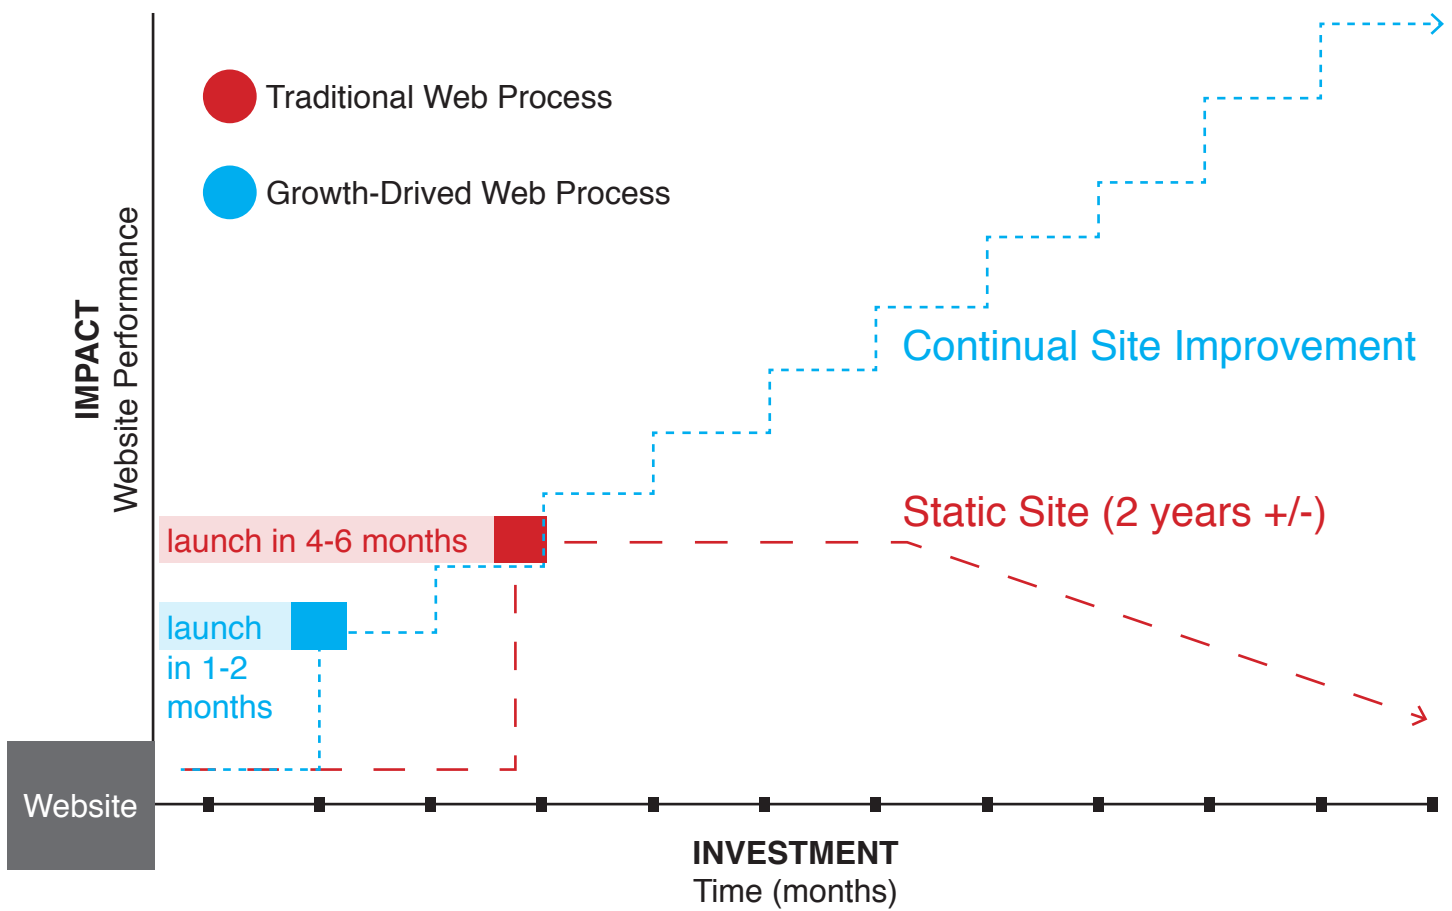 Traditional Web Process
Growth-Drived Web Process
IMPACT
Website Performance
Continual Site Improvement
Static Site (2 years +/-)
launch in 4-6 months
launch
in 1-2
months
Website
INVESTMENT
Time (months)